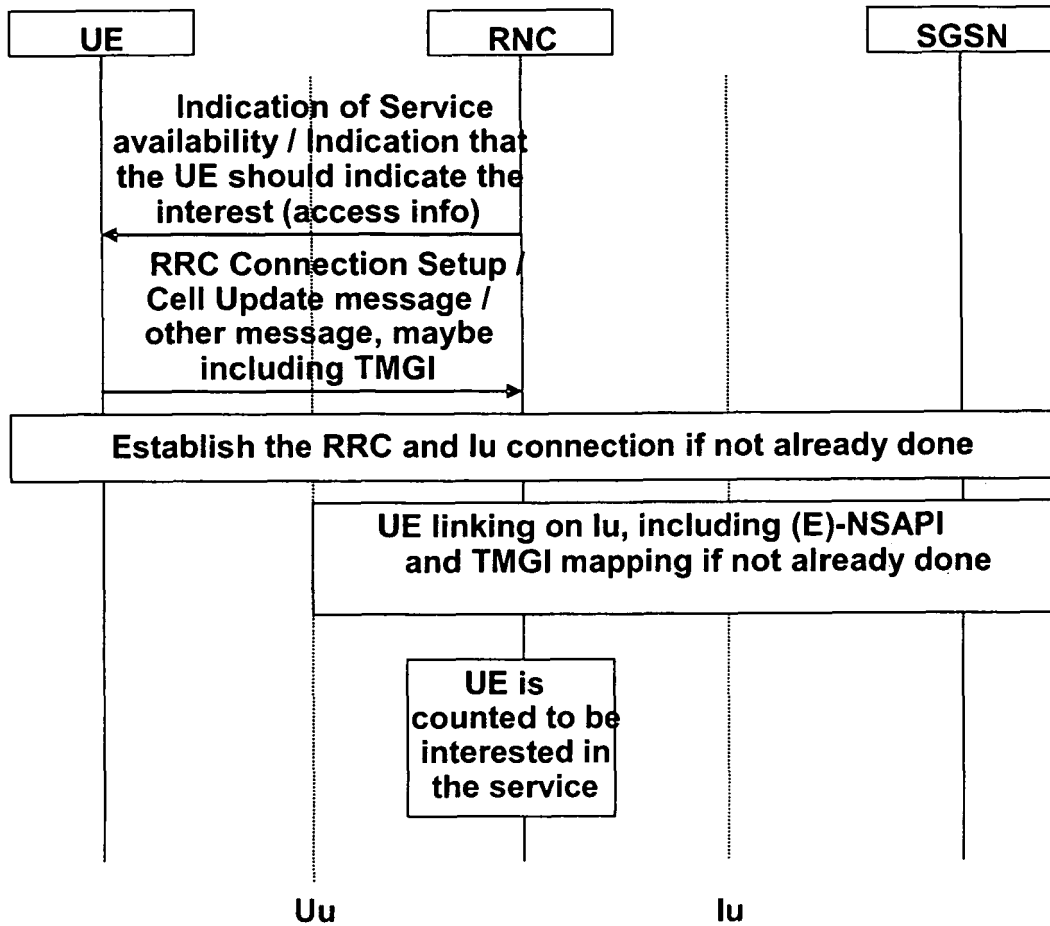 UE
RNC
SGSN
Indication of Service
availability / Indication that
the UE should indicate the
interest (access info)
RRC Connection Setup /
Cell Update message /
other message, maybe
including TMGI
Establish the RRC and Iu connection if not already done
UE linking on Iu, including (E)-NSAPI
and TMGI mapping if not already done
UE is
counted to be
interested in
the service
Uu
Iu